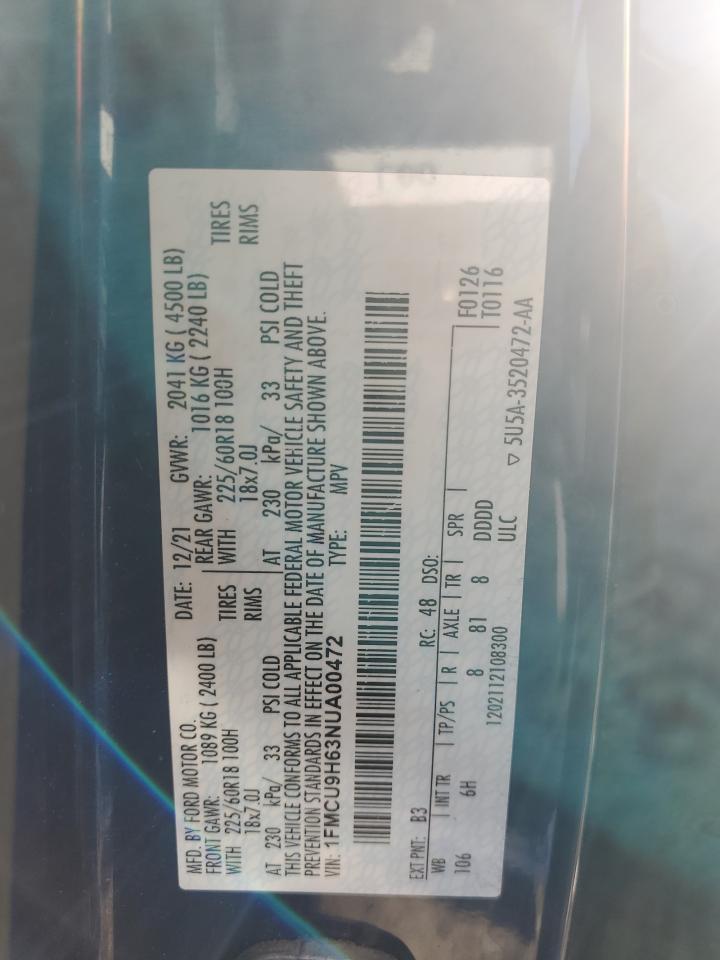 MFD. BY FORD MOTOR CO.
DATE: 12/21 GVWR: 2041 KG ( 4500 LB)
FRONT GAWR: 1089 KG ( 2400 LB) REAR GAWR: 1016 KG ( 2240 LB)
WITH 225/60R18 100H TIRES WITH 225/60R18 100H TIRES
18x7.0J RIMS 18x7.0J RIMS
AT 230 kPa/ 33 PSI COLD AT 230 kPa/ 33 PSI COLD
THIS VEHICLE CONFORMS TO ALL APPLICABLE FEDERAL MOTOR VEHICLE SAFETY AND THEFT
PREVENTION STANDARDS IN EFFECT ON THE DATE OF MANUFACTURE SHOWN ABOVE.
VIN: 1FMCU9H63NUA00472 TYPE: MPV
EXT PNT: B3 RC: 48 DSO:
WB INT TR TP/PS R AXLE TR SPR F0126
106 6H 8 81 8 DDDD T0116
1202112108300 ULC
▽ 5U5A-3520472-AA